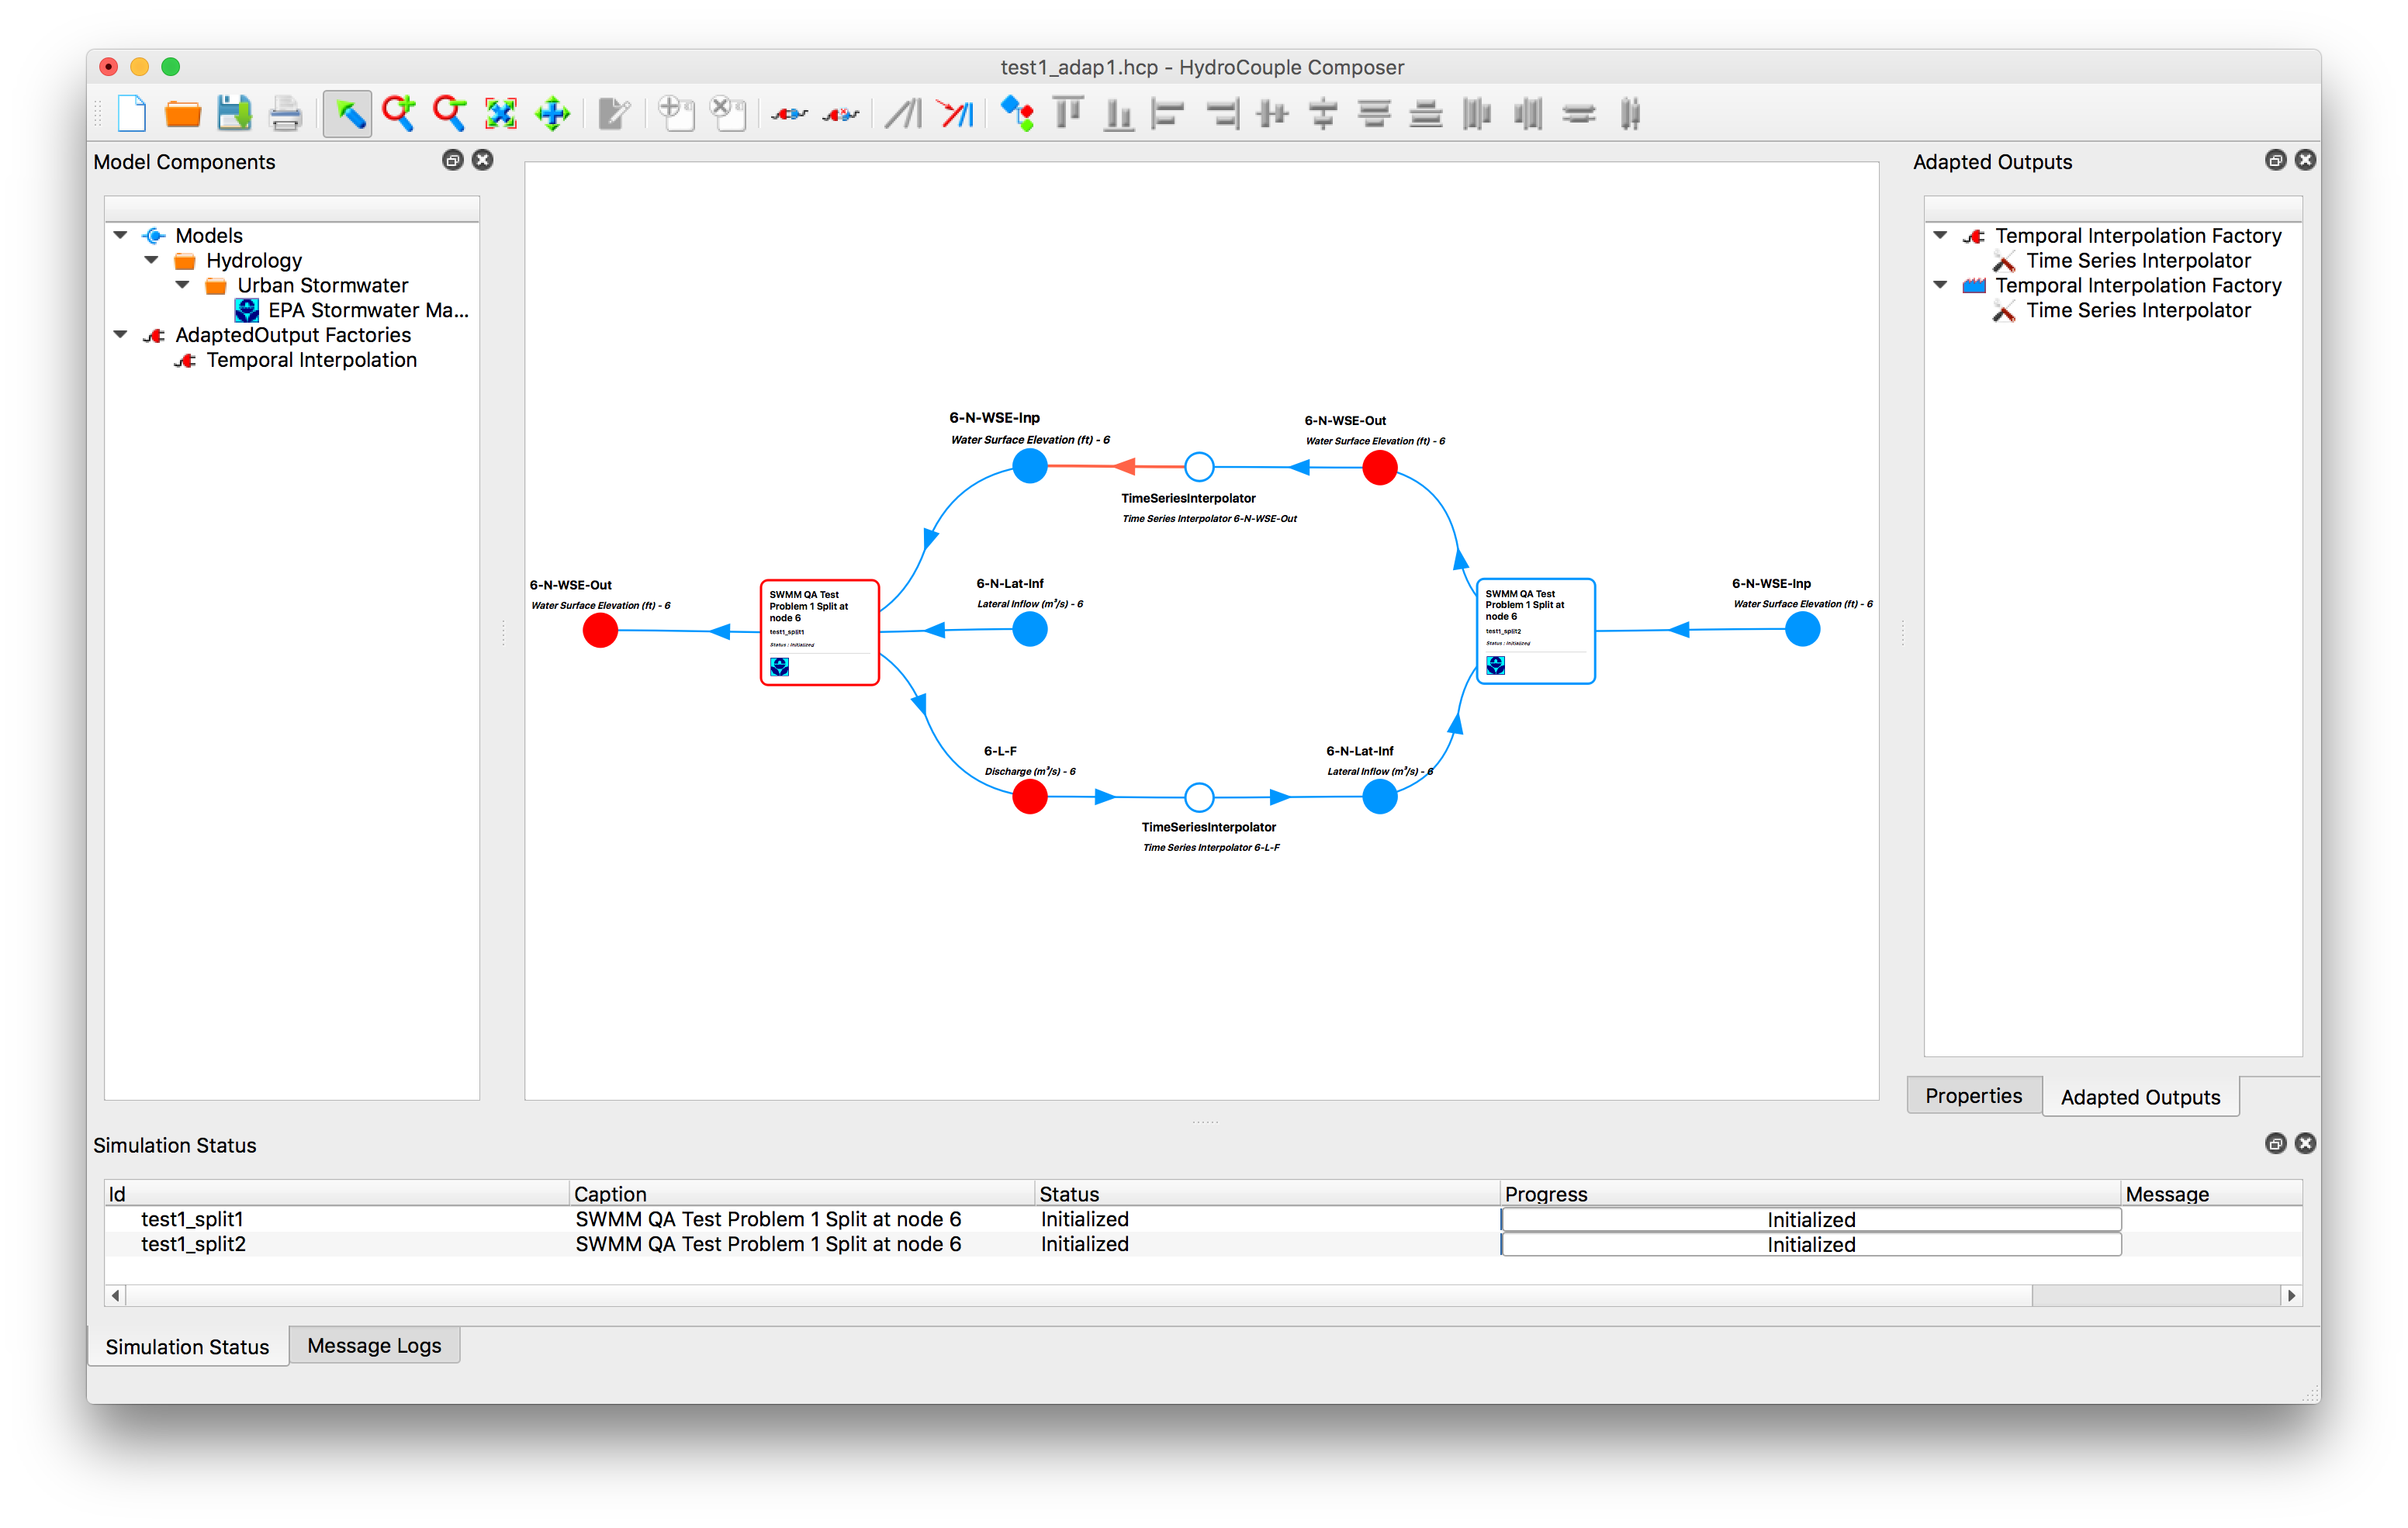 test1_adap1.hcp - HydroCouple Composer
Model Components
Models
Hydrology
Urban Stormwater
EPA Stormwater Ma...
AdaptedOutput Factories
Temporal Interpolation
6-N-WSE-Inp
Water Surface Elevation (ft) - 6
6-N-WSE-Out
Water Surface Elevation (ft) - 6
TimeSeriesInterpolator
Time Series Interpolator 6-N-WSE-Out
6-N-WSE-Out
Water Surface Elevation (ft) - 6
SWMM QA Test
Problem 1 Split at
node 6
test1_split1
Status : Initialized
6-N-Lat-Inf
Lateral Inflow (m³/s) - 6
SWMM QA Test
Problem 1 Split at
node 6
test1_split2
Status : Initialized
6-N-WSE-Inp
Water Surface Elevation (ft) - 6
6-L-F
Discharge (m³/s) - 6
6-N-Lat-Inf
Lateral Inflow (m³/s) - 6
TimeSeriesInterpolator
Time Series Interpolator 6-L-F
Adapted Outputs
Temporal Interpolation Factory
Time Series Interpolator
Temporal Interpolation Factory
Time Series Interpolator
Properties
Adapted Outputs
Simulation Status
Id Caption Status Progress Message
test1_split1 SWMM QA Test Problem 1 Split at node 6 Initialized Initialized
test1_split2 SWMM QA Test Problem 1 Split at node 6 Initialized Initialized
Simulation Status
Message Logs